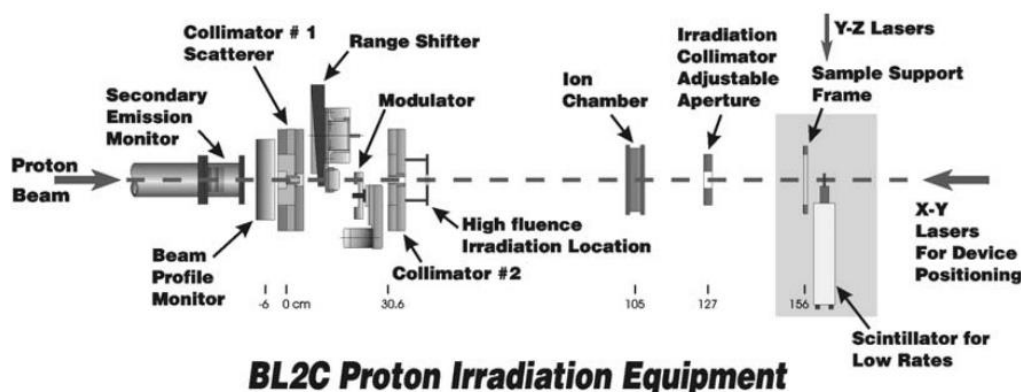 Collimator # 1
Scatterer
Range Shifter
Irradiation
Collimator
Adjustable
Aperture
Y-Z Lasers
Ion
Chamber
Sample Support
Frame
Secondary
Emission
Monitor
Modulator
Proton
Beam
High fluence
Irradiation Location
X-Y
Lasers
For Device
Positioning
Beam
Profile
Monitor
Collimator #2
-6
0 cm
30.6
105
127
156
Scintillator for
Low Rates
BL2C Proton Irradiation Equipment